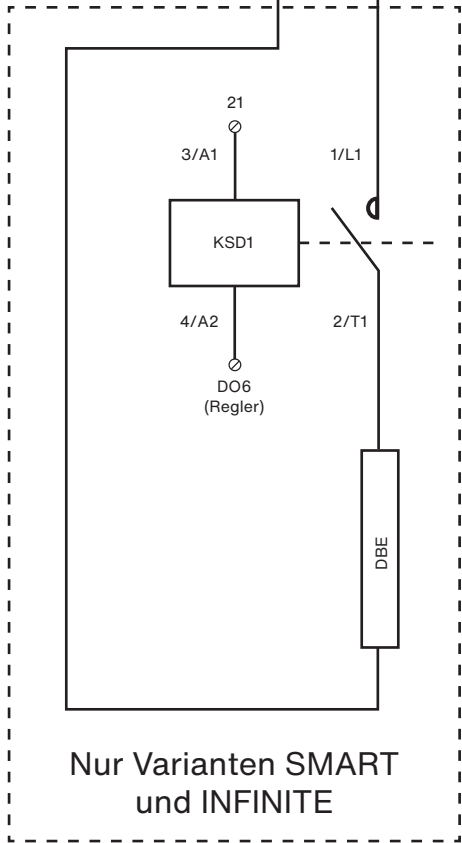 21
3/A1
1/L1
KSD1
4/A2
2/T1
DO6
(Regler)
DBE
Nur Varianten SMART
und INFINITE